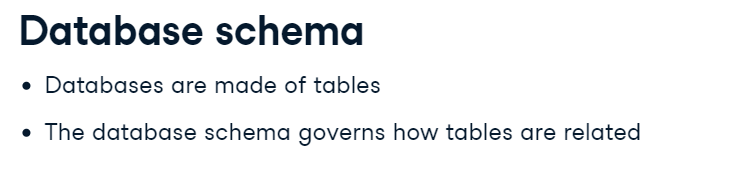 Database schema
• Databases are made of tables
• The database schema governs how tables are related